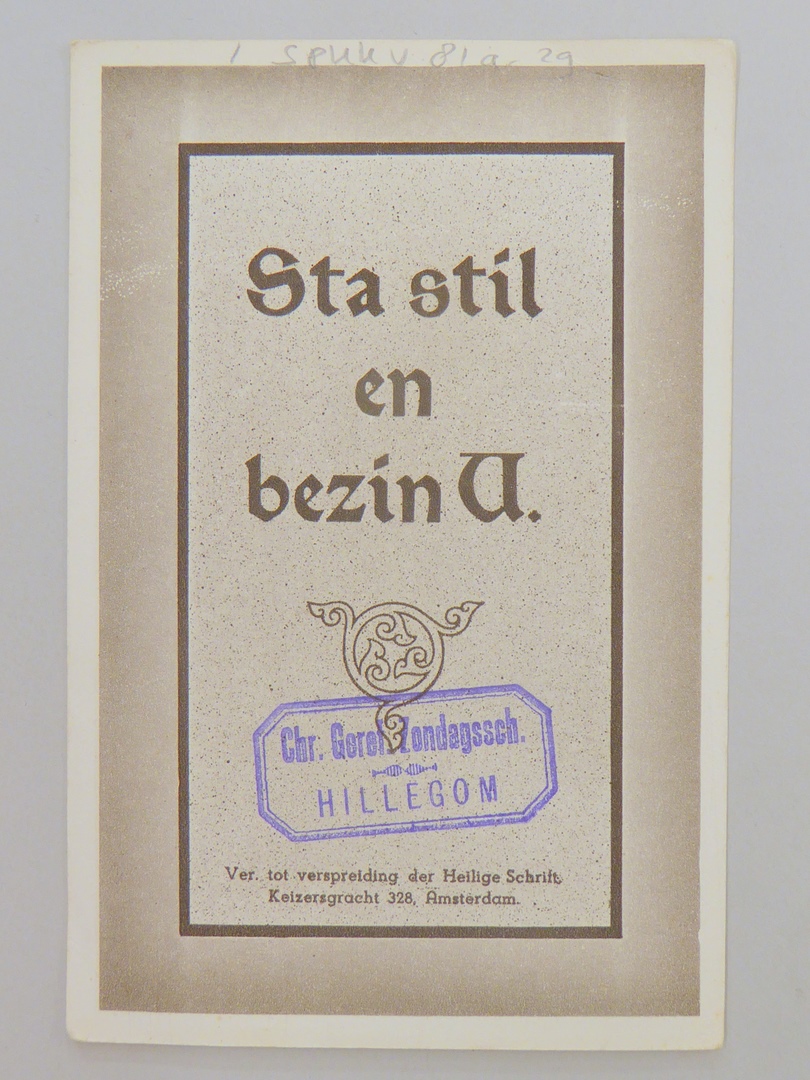 Sta stil
en
bezin U.
Chr. Geref. Zondagssch.
HILLEGOM
Ver. tot verspreiding der Heilige Schrift,
Keizersgracht 328, Amsterdam.